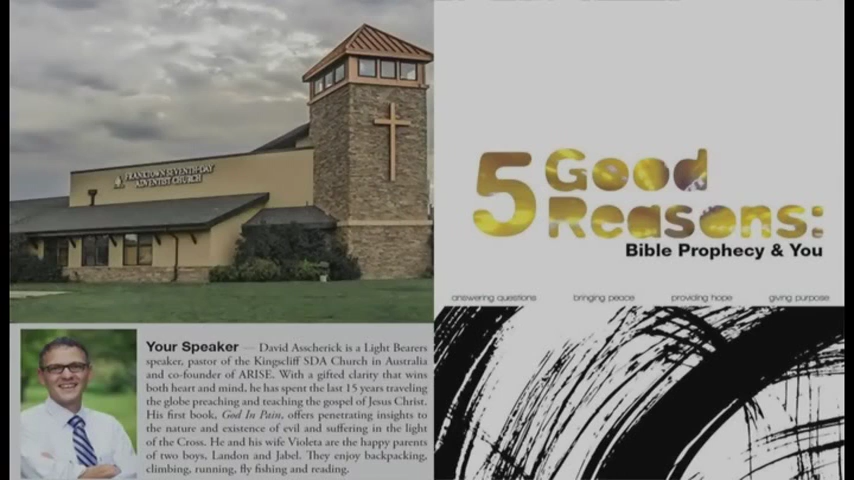 FRANKTOWN SEVENTH-DAY
ADVENTIST CHURCH
Your Speaker — David Asscherick is a Light Bearers
speaker, pastor of the Kingscliff SDA Church in Australia
and co-founder of ARISE. With a gifted clarity that wins
both heart and mind, he has spent the last 15 years traveling
the globe preaching and teaching the gospel of Jesus Christ.
His first book, God In Pain, offers penetrating insights to
the nature and existence of evil and suffering in the light
of the Cross. He and his wife Violeta are the happy parents
of two boys, Landon and Jabel. They enjoy backpacking,
climbing, running, fly fishing and reading.
5 Good
Reasons:
Bible Prophecy & You
answering questions bringing peace providing hope giving purpose